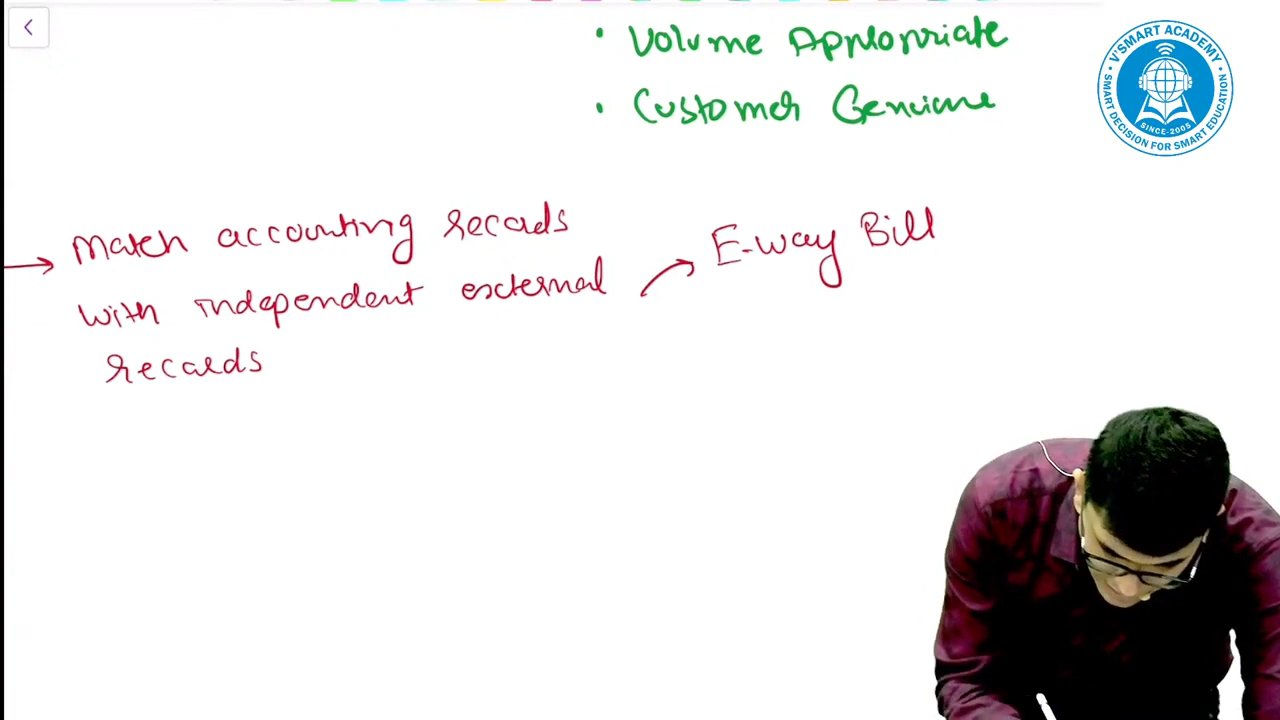 • Volume Appropriate
• Customer Genuine
V'SMART ACADEMY
SINCE-2005
SMART DECISION FOR SMART EDUCATION
→ Match accounting records
with independent external
records
E-way Bill